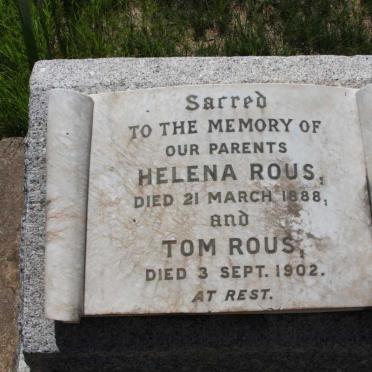 Sacred
TO THE MEMORY OF
OUR PARENTS
HELENA ROUS,
DIED 21 MARCH 1888,
and
TOM ROUS,
DIED 3 SEPT. 1902.
AT REST.